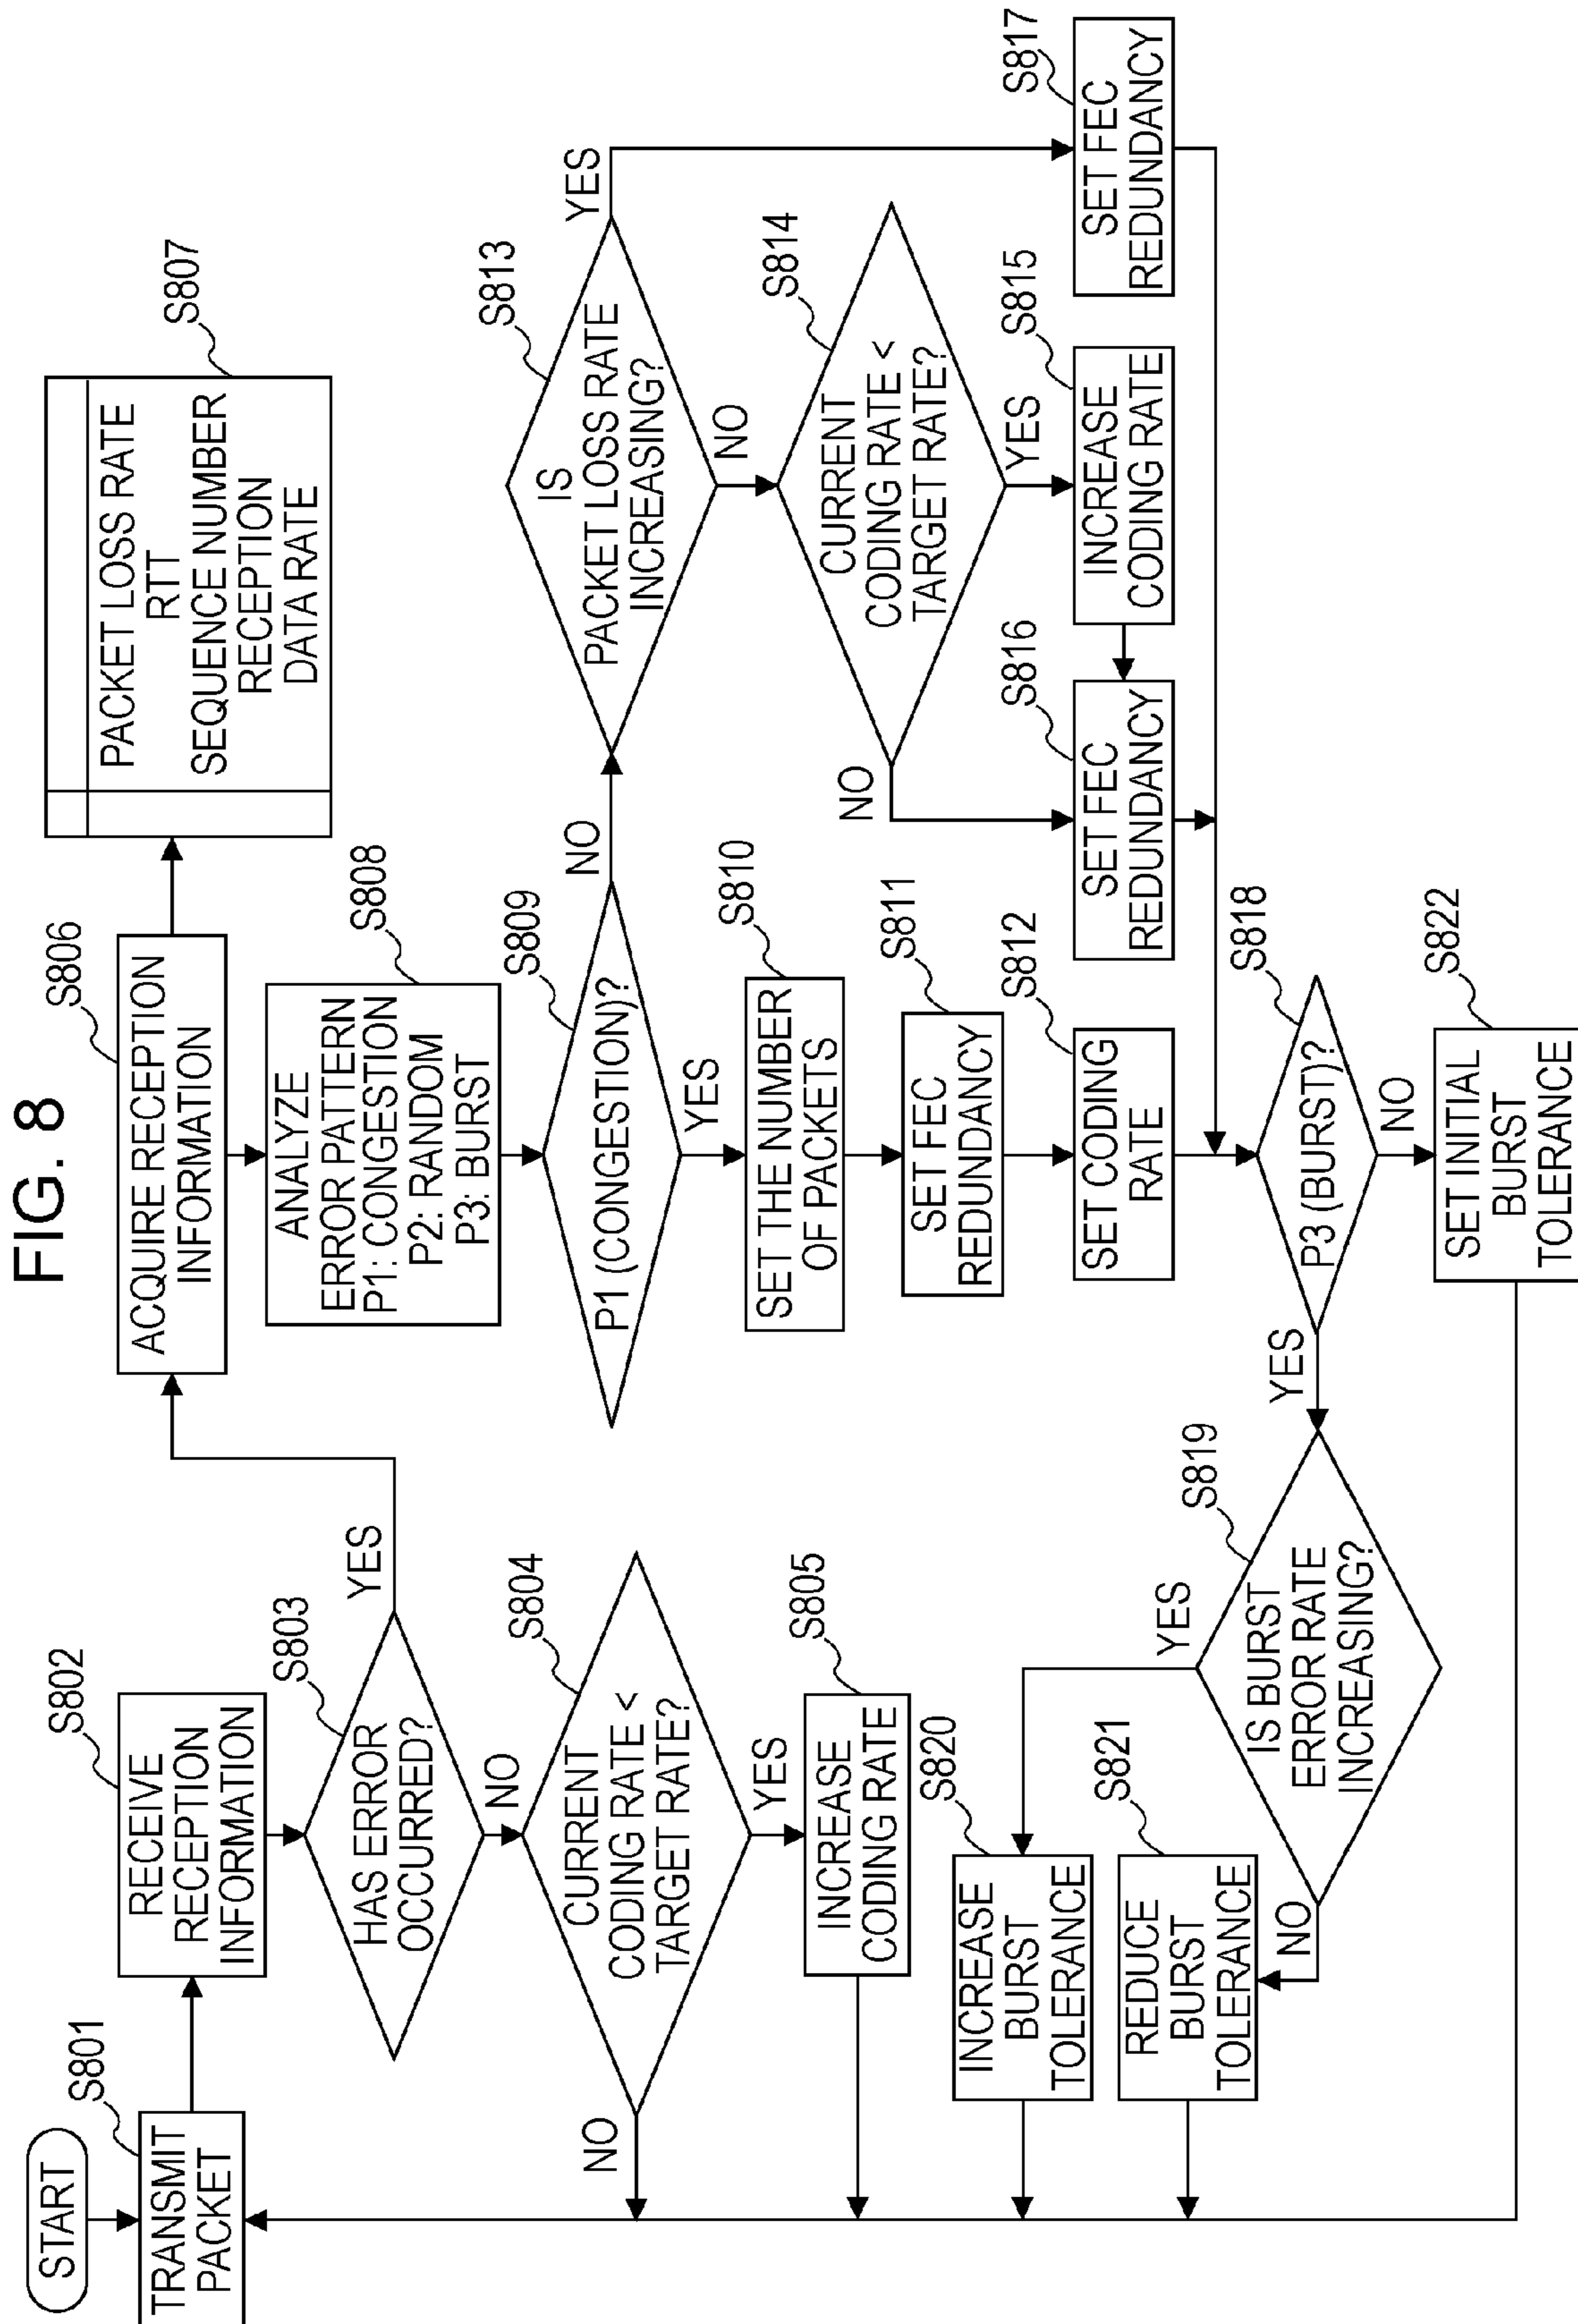 FIG. 8
START
S801
TRANSMIT
PACKET
S802
RECEIVE
RECEPTION
INFORMATION
S803
HAS ERROR
OCCURRED?
YES
NO
S804
CURRENT
CODING RATE <
TARGET RATE?
NO
YES
S805
INCREASE
CODING RATE
S806
ACQUIRE RECEPTION
INFORMATION
S807
PACKET LOSS RATE
RTT
SEQUENCE NUMBER
RECEPTION
DATA RATE
S808
ANALYZE
ERROR PATTERN
P1: CONGESTION
P2: RANDOM
P3: BURST
S809
P1 (CONGESTION)?
NO
YES
S810
SET THE NUMBER
OF PACKETS
S811
SET FEC
REDUNDANCY
S812
SET CODING
RATE
S813
IS
PACKET LOSS RATE
INCREASING?
YES
NO
S814
CURRENT
CODING RATE <
TARGET RATE?
NO
YES
S815
INCREASE
CODING RATE
S816
SET FEC
REDUNDANCY
S817
SET FEC
REDUNDANCY
S818
P3 (BURST)?
YES
NO
S819
IS BURST
ERROR RATE
INCREASING?
YES
NO
S820
INCREASE
BURST
TOLERANCE
S821
REDUCE
BURST
TOLERANCE
S822
SET INITIAL
BURST
TOLERANCE